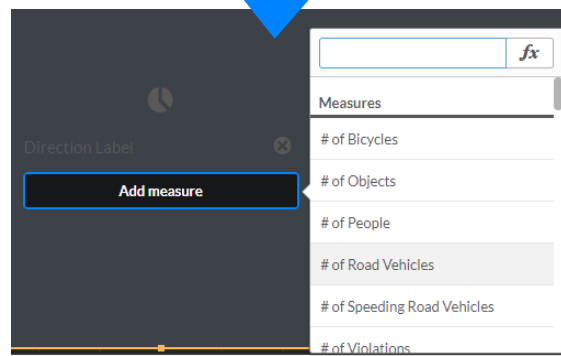 fx
Measures
Direction Label
# of Bicycles
Add measure
# of Objects
# of People
# of Road Vehicles
# of Speeding Road Vehicles
# of Violations